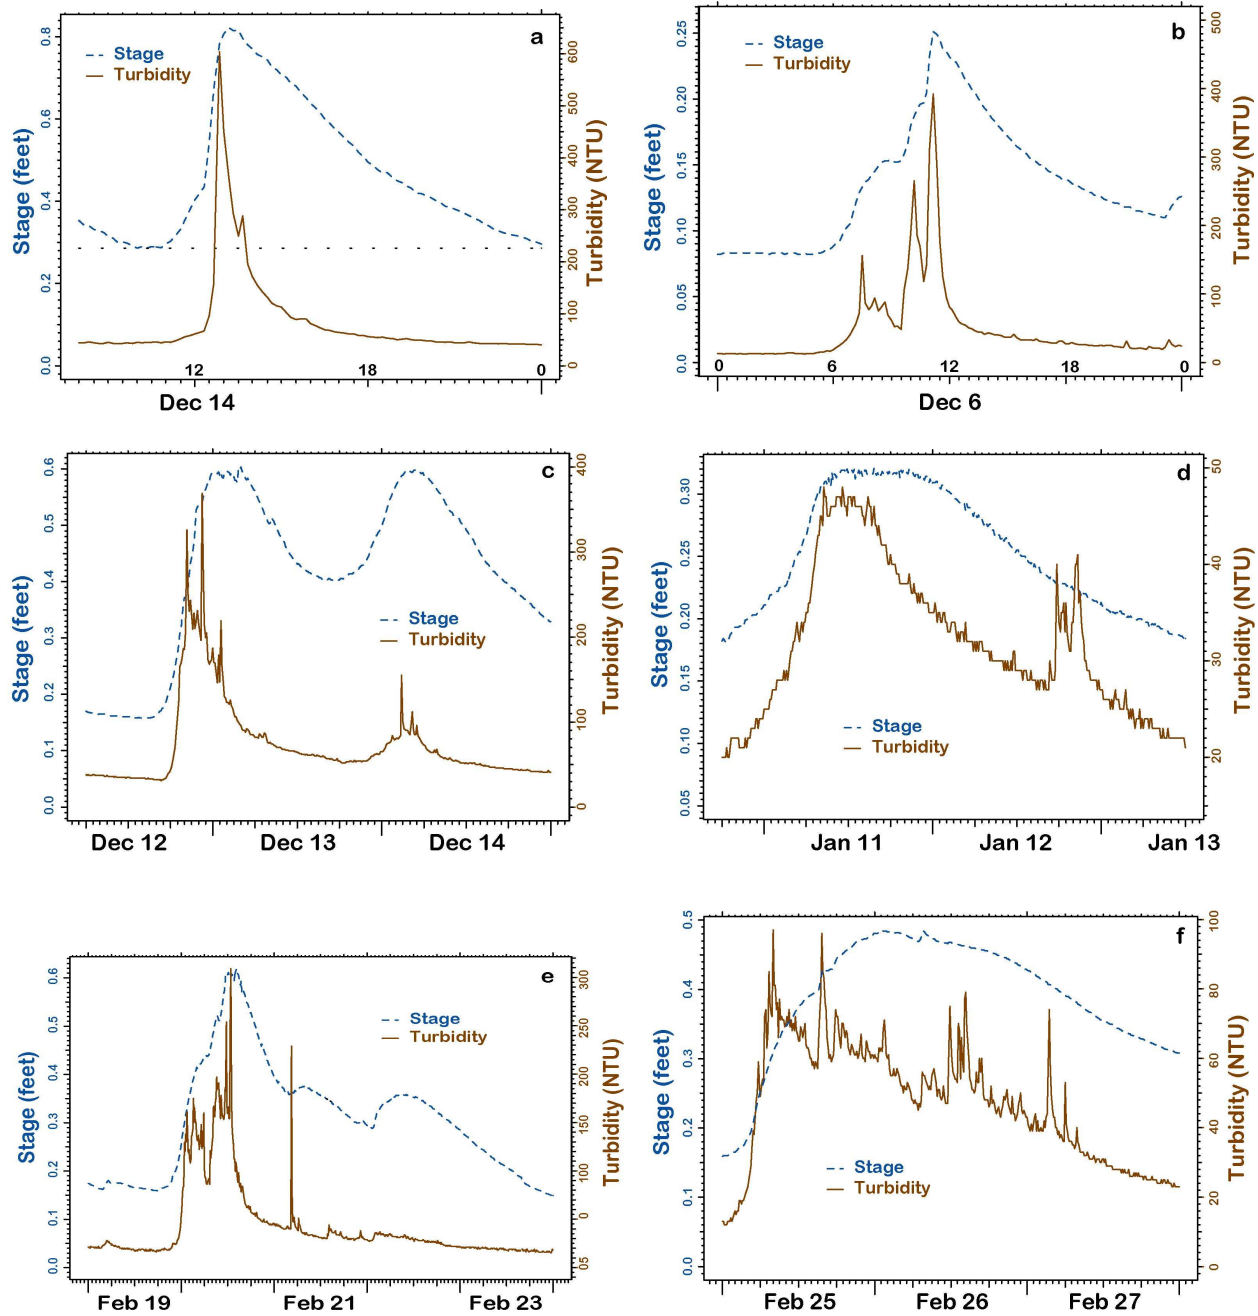 a
Stage
Turbidity
Stage (feet)
0.0
0.2
0.4
0.6
0.8
Turbidity (NTU)
0
100
200
300
400
500
600
12
18
0
Dec 14
b
Stage
Turbidity
Stage (feet)
0.0
0.05
0.10
0.15
0.20
0.25
Turbidity (NTU)
0
100
200
300
400
500
0
6
12
18
0
Dec 6
c
Stage
Turbidity
Stage (feet)
0.0
0.1
0.2
0.3
0.4
0.5
0.6
Turbidity (NTU)
0
100
200
300
400
Dec 12
Dec 13
Dec 14
d
Stage
Turbidity
Stage (feet)
0.05
0.10
0.15
0.20
0.25
0.30
Turbidity (NTU)
20
30
40
50
Jan 11
Jan 12
Jan 13
e
Stage
Turbidity
Stage (feet)
0.0
0.1
0.2
0.3
0.4
0.5
0.6
Turbidity (NTU)
05
0
100
150
200
250
300
Feb 19
Feb 21
Feb 23
f
Stage
Turbidity
Stage (feet)
0.0
0.1
0.2
0.3
0.4
0.5
Turbidity (NTU)
0
20
40
60
80
100
Feb 25
Feb 26
Feb 27